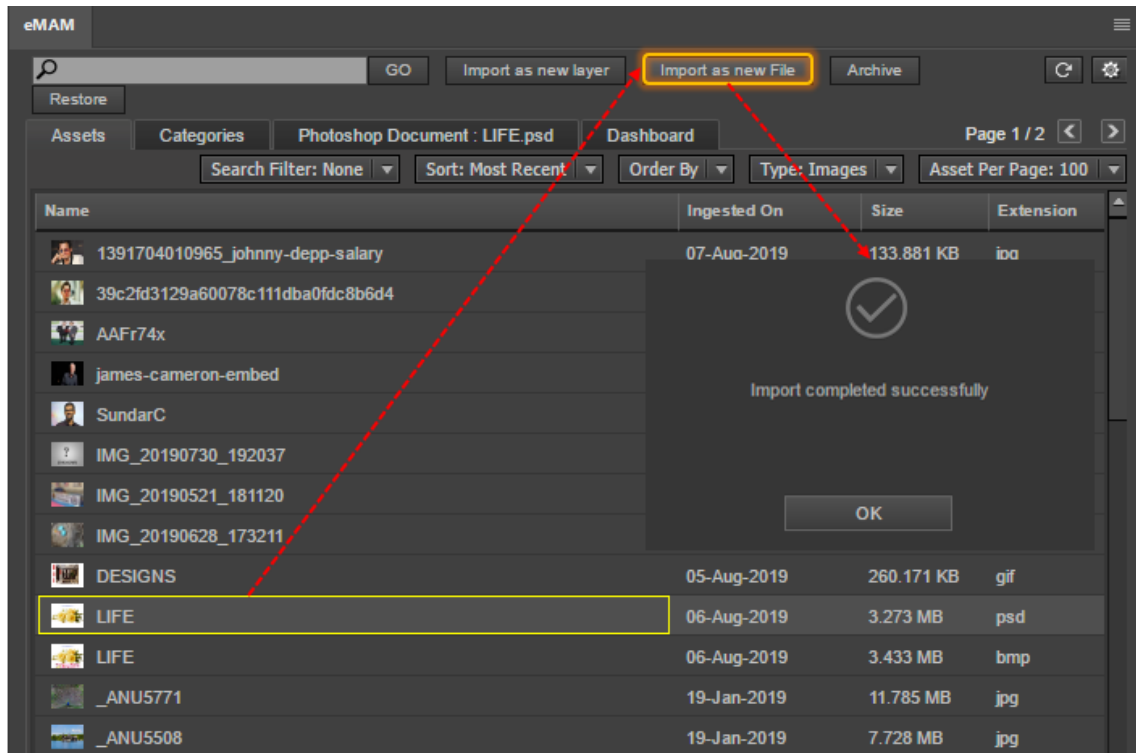 eMAM
GO Import as new layer Import as new File Archive
Restore
Assets Categories Photoshop Document : LIFE.psd Dashboard Page 1 / 2
Search Filter: None Sort: Most Recent Order By Type: Images Asset Per Page: 100
Name Ingested On Size Extension
1391704010965_johnny-depp-salary 07-Aug-2019 133.881 KB jpg
39c2fd3129a60078c111dba0fdc8b6d4
AAFr74x
james-cameron-embed
Import completed successfully
SundarC
IMG_20190730_192037
IMG_20190521_181120
OK
IMG_20190628_173211
DESIGNS 05-Aug-2019 260.171 KB gif
LIFE 06-Aug-2019 3.273 MB psd
LIFE 06-Aug-2019 3.433 MB bmp
_ANU5771 19-Jan-2019 11.785 MB jpg
_ANU5508 19-Jan-2019 7.728 MB jpg